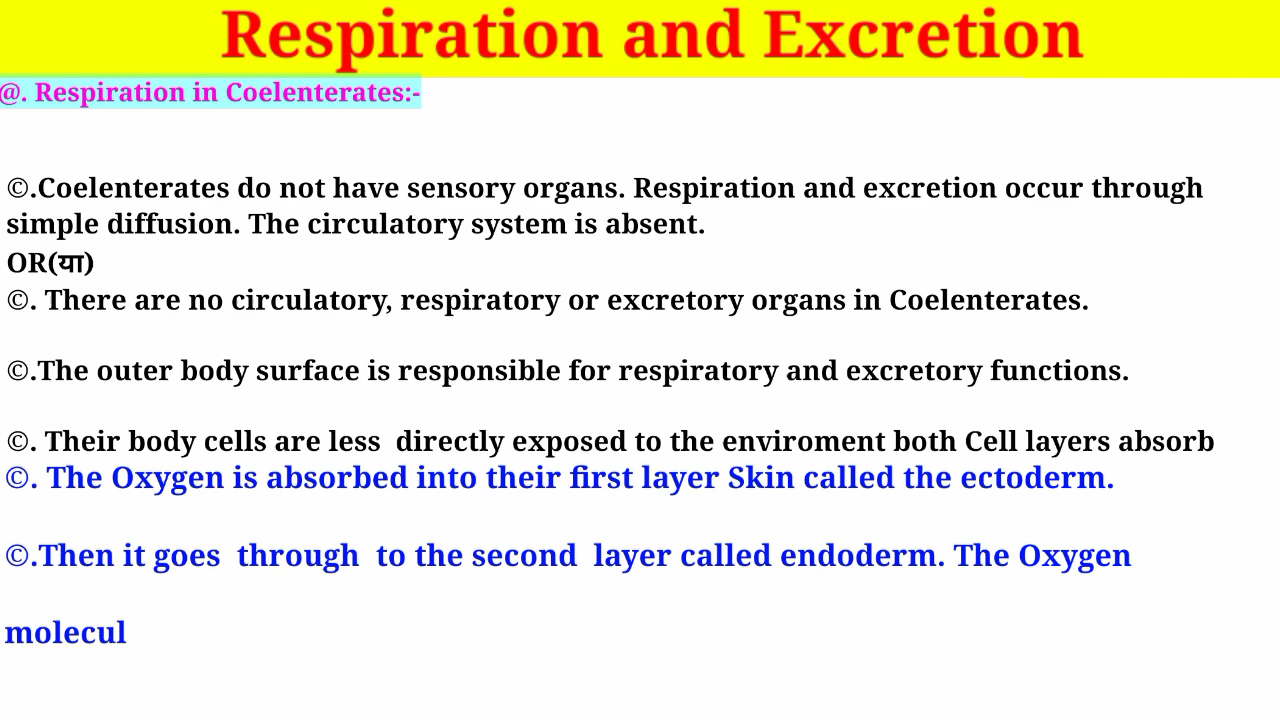 Respiration and Excretion
@. Respiration in Coelenterates:-
©.Coelenterates do not have sensory organs. Respiration and excretion occur through
simple diffusion. The circulatory system is absent.
OR(या)
©. There are no circulatory, respiratory or excretory organs in Coelenterates.
©.The outer body surface is responsible for respiratory and excretory functions.
©. Their body cells are less  directly exposed to the enviroment both Cell layers absorb
©. The Oxygen is absorbed into their first layer Skin called the ectoderm.
©.Then it goes  through  to the second  layer called endoderm. The Oxygen
molecul